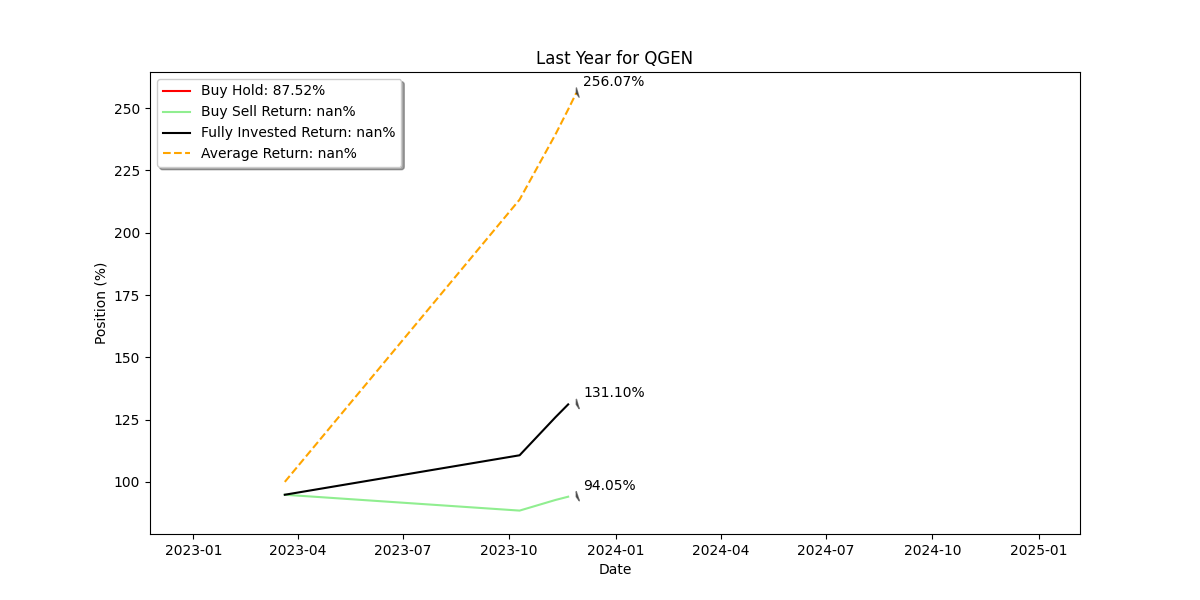 Last Year for QGEN
256.07%
Buy Hold: 87.52%
Buy Sell Return: nan%
Fully Invested Return: nan%
Average Return: nan%
250
225
200
175
150
125
100
Position (%)
131.10%
94.05%
2023-01 2023-04 2023-07 2023-10 2024-01 2024-04 2024-07 2024-10 2025-01
Date